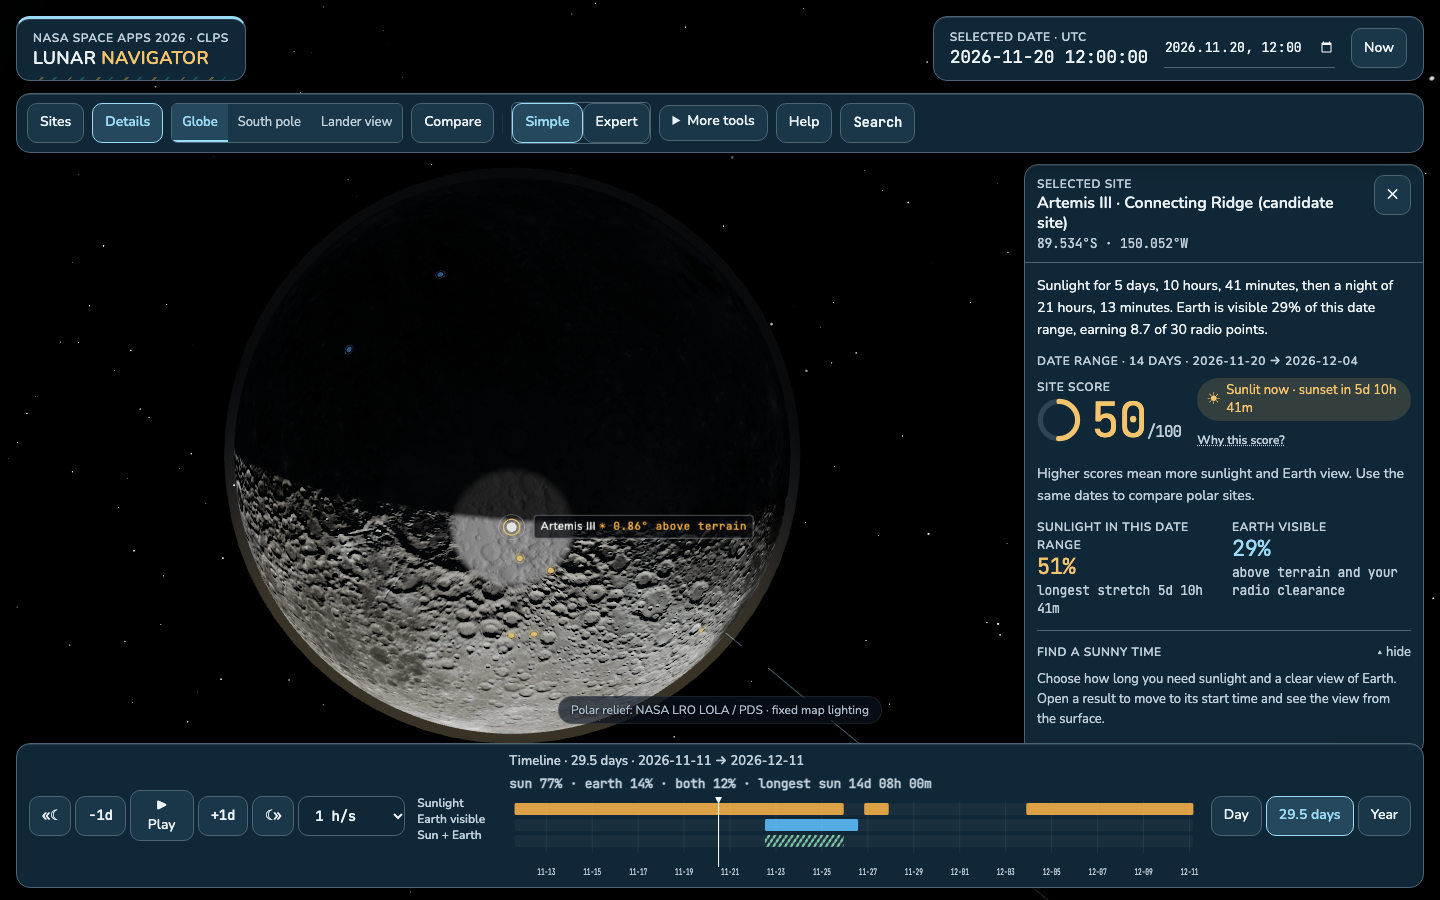 NASA SPACE APPS 2026 · CLPS
LUNAR NAVIGATOR
SELECTED DATE · UTC
2026-11-20 12:00:00
2026.11.20, 12:00
Now
Sites
Details
Globe
South pole
Lander view
Compare
Simple
Expert
▶ More tools
Help
Search
SELECTED SITE
Artemis III · Connecting Ridge (candidate
site)
89.534°S · 150.052°W
×
Sunlight for 5 days, 10 hours, 41 minutes, then a night of
21 hours, 13 minutes. Earth is visible 29% of this date
range, earning 8.7 of 30 radio points.
DATE RANGE · 14 DAYS · 2026-11-20 → 2026-12-04
SITE SCORE
50/100
☀ Sunlit now · sunset in 5d 10h
41m
Why this score?
Higher scores mean more sunlight and Earth view. Use the
same dates to compare polar sites.
SUNLIGHT IN THIS DATE
RANGE
51%
longest stretch 5d 10h
41m
EARTH VISIBLE
29%
above terrain and your
radio clearance
FIND A SUNNY TIME
▴ hide
Choose how long you need sunlight and a clear view of Earth.
Open a result to move to its start time and see the view from
the surface.
Artemis III ☀ 0.86° above terrain
Polar relief: NASA LRO LOLA / PDS · fixed map lighting
«☾
-1d
▶
Play
+1d
☾»
1 h/s
Timeline · 29.5 days · 2026-11-11 → 2026-12-11
sun 77% · earth 14% · both 12% · longest sun 14d 08h 00m
Sunlight
Earth visible
Sun + Earth
11-13 11-15 11-17 11-19 11-21 11-23 11-25 11-27 11-29 12-01 12-03 12-05 12-07 12-09 12-11
Day
29.5 days
Year